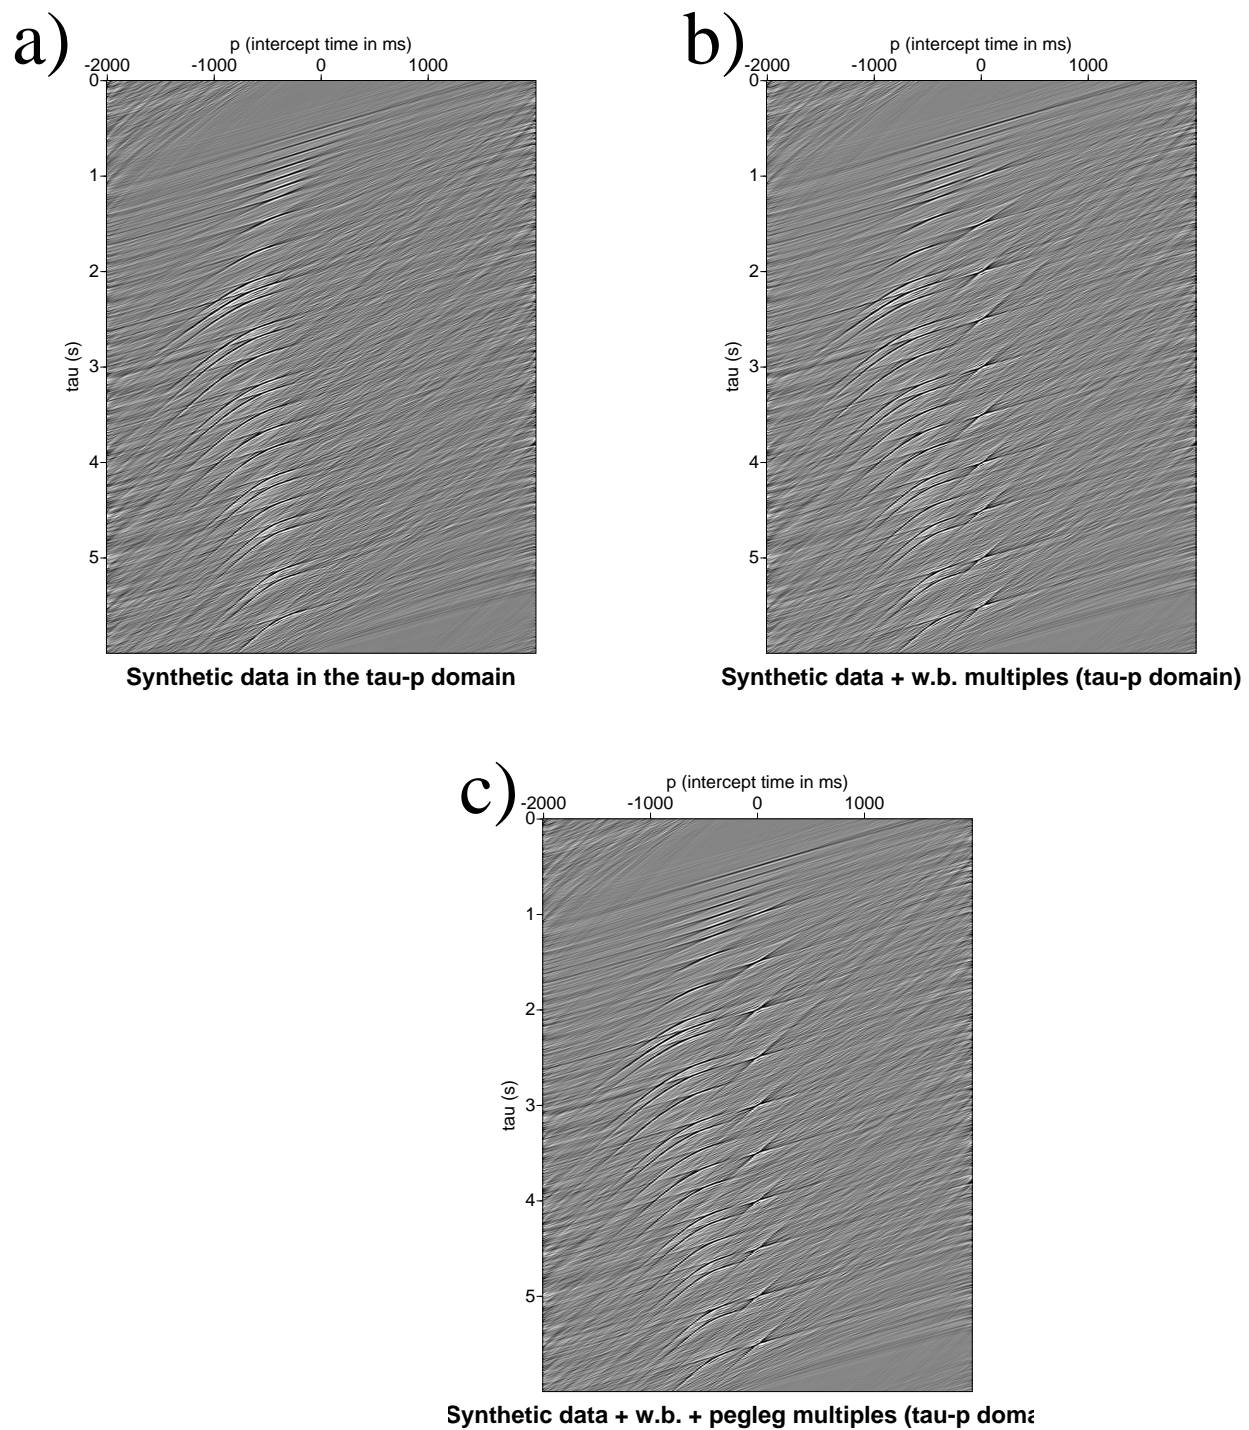 a)
p (intercept time in ms)
-2000 -1000 0 1000
0
1
2
3
4
5
tau (s)
Synthetic data in the tau-p domain
b)
p (intercept time in ms)
-2000 -1000 0 1000
0
1
2
3
4
5
tau (s)
Synthetic data + w.b. multiples (tau-p domain)
c)
p (intercept time in ms)
-2000 -1000 0 1000
0
1
2
3
4
5
tau (s)
Synthetic data + w.b. + pegleg multiples (tau-p doma